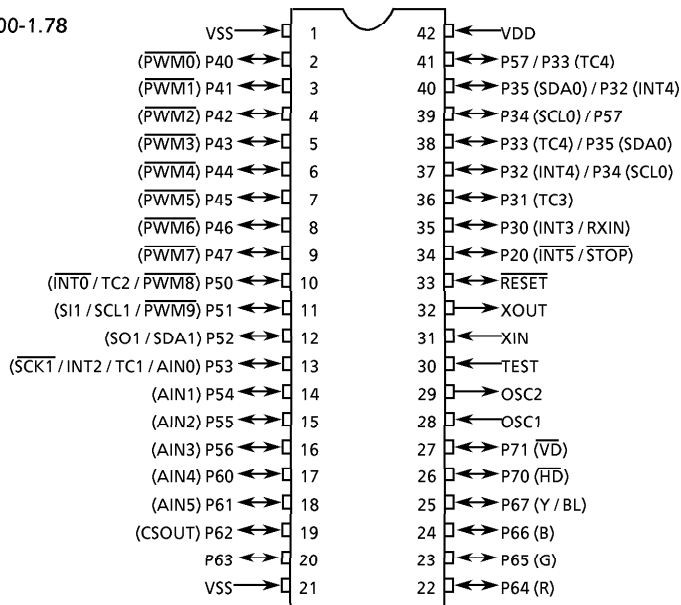 00-1.78
VSS 1 42 VDD
(PWM0) P40 2 41 P57 / P33 (TC4)
(PWM1) P41 3 40 P35 (SDA0) / P32 (INT4)
(PWM2) P42 4 39 P34 (SCL0) / P57
(PWM3) P43 5 38 P33 (TC4) / P35 (SDA0)
(PWM4) P44 6 37 P32 (INT4) / P34 (SCL0)
(PWM5) P45 7 36 P31 (TC3)
(PWM6) P46 8 35 P30 (INT3 / RXIN)
(PWM7) P47 9 34 P20 (INT5 / STOP)
(INT0 / TC2 / PWM8) P50 10 33 RESET
(SI1 / SCL1 / PWM9) P51 11 32 XOUT
(SO1 / SDA1) P52 12 31 XIN
(SCK1 / INT2 / TC1 / AIN0) P53 13 30 TEST
(AIN1) P54 14 29 OSC2
(AIN2) P55 15 28 OSC1
(AIN3) P56 16 27 P71 (VD)
(AIN4) P60 17 26 P70 (HD)
(AIN5) P61 18 25 P67 (Y / BL)
(CSOUT) P62 19 24 P66 (B)
P63 20 23 P65 (G)
VSS 21 22 P64 (R)